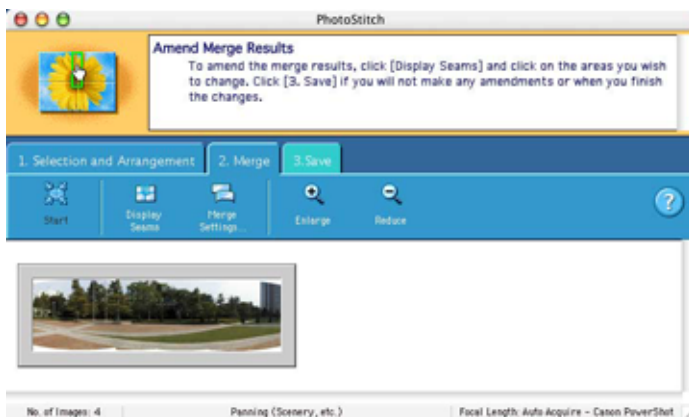 PhotoStitch
Amend Merge Results
To amend the merge results, click [Display Seams] and click on the areas you wish
to change. Click [3. Save] if you will not make any amendments or when you finish
the changes.
1. Selection and Arrangement
2. Merge
3.Save
Start
Display
Seams
Merge
Settings...
Enlarge
Reduce
?
No. of Images: 4
Panning (Scenery, etc.)
Focal Length: Auto Acquire - Canon PowerShot